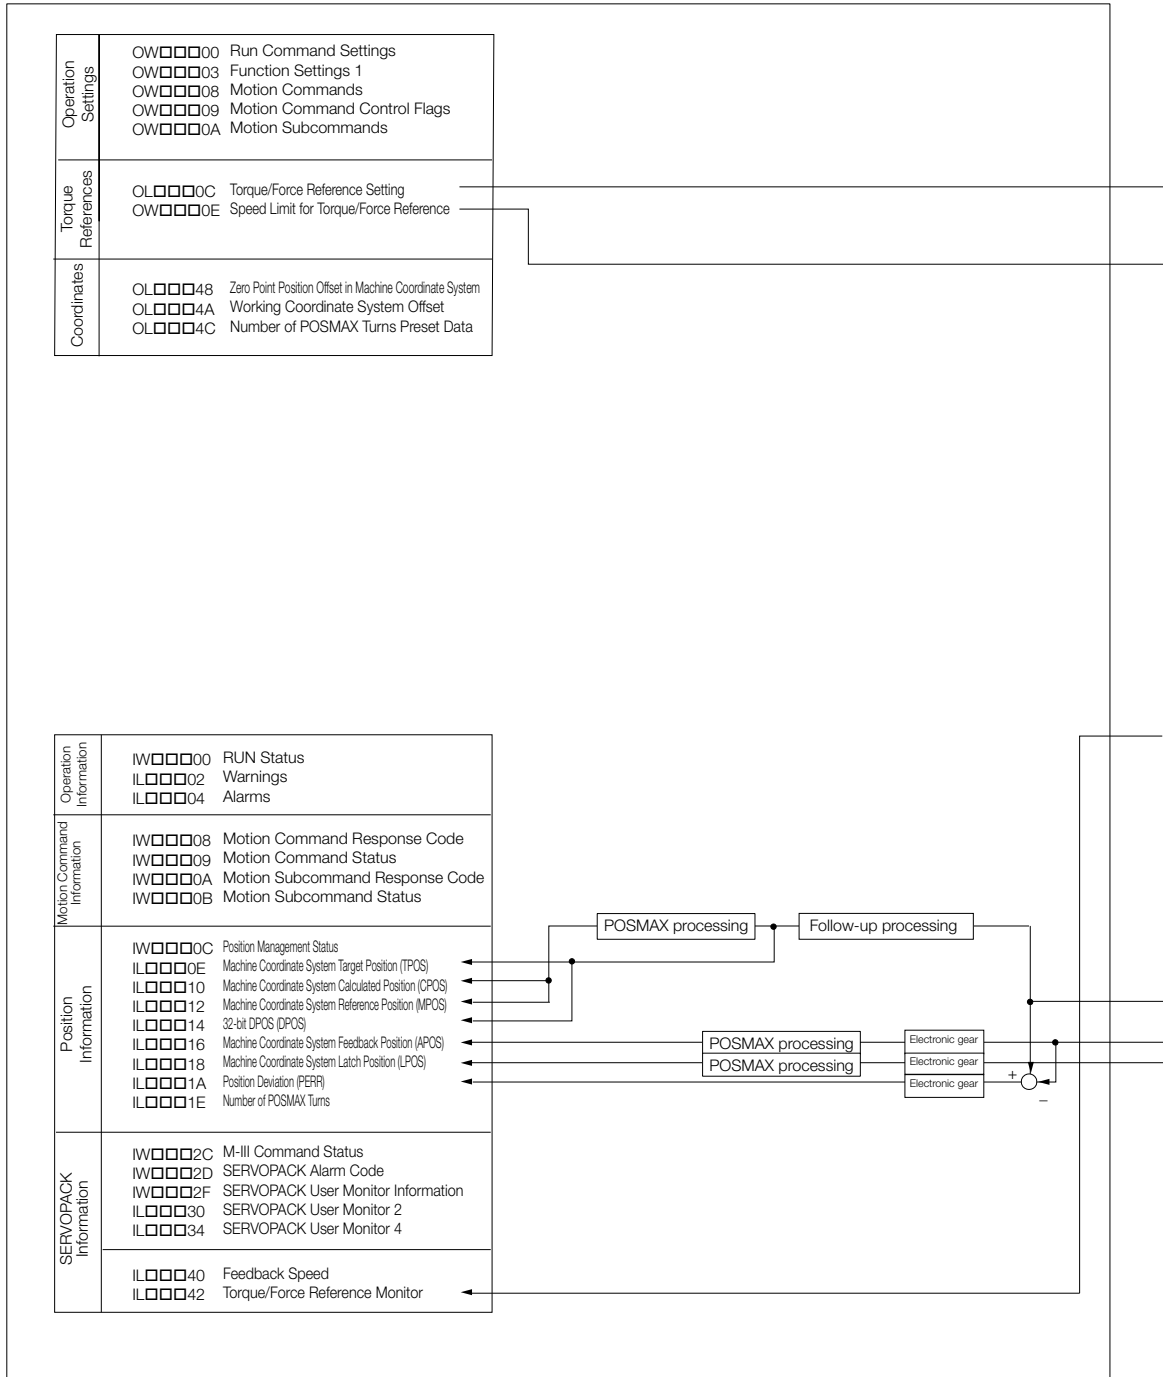 Operation
Settings
OW□□□00 Run Command Settings
OW□□□03 Function Settings 1
OW□□□08 Motion Commands
OW□□□09 Motion Command Control Flags
OW□□□0A Motion Subcommands
Torque
References
OL□□□0C Torque/Force Reference Setting
OW□□□0E Speed Limit for Torque/Force Reference
Coordinates
OL□□□48 Zero Point Position Offset in Machine Coordinate System
OL□□□4A Working Coordinate System Offset
OL□□□4C Number of POSMAX Turns Preset Data
Operation
Information
IW□□□00 RUN Status
IL□□□02 Warnings
IL□□□04 Alarms
Motion Command
Information
IW□□□08 Motion Command Response Code
IW□□□09 Motion Command Status
IW□□□0A Motion Subcommand Response Code
IW□□□0B Motion Subcommand Status
Position
Information
IW□□□0C Position Management Status
IL□□□0E Machine Coordinate System Target Position (TPOS)
IL□□□10 Machine Coordinate System Calculated Position (CPOS)
IL□□□12 Machine Coordinate System Reference Position (MPOS)
IL□□□14 32-bit DPOS (DPOS)
IL□□□16 Machine Coordinate System Feedback Position (APOS)
IL□□□18 Machine Coordinate System Latch Position (LPOS)
IL□□□1A Position Deviation (PERR)
IL□□□1E Number of POSMAX Turns
POSMAX processing
Follow-up processing
POSMAX processing
Electronic gear
POSMAX processing
Electronic gear
Electronic gear
+
−
SERVOPACK
Information
IW□□□2C M-III Command Status
IW□□□2D SERVOPACK Alarm Code
IW□□□2F SERVOPACK User Monitor Information
IL□□□30 SERVOPACK User Monitor 2
IL□□□34 SERVOPACK User Monitor 4
IL□□□40 Feedback Speed
IL□□□42 Torque/Force Reference Monitor